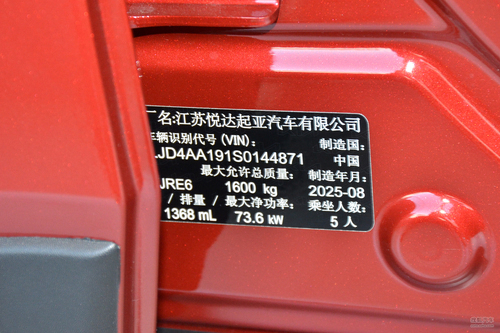 厂名:江苏悦达起亚汽车有限公司
车辆识别代号(VIN): 制造国:
LJD4AA191S0144871 中国
最大允许总质量: 制造年月:
JRE6 1600 kg 2025-08
/ 排量 / 最大净功率: 乘坐人数:
1368 mL 73.6 kW 5 人